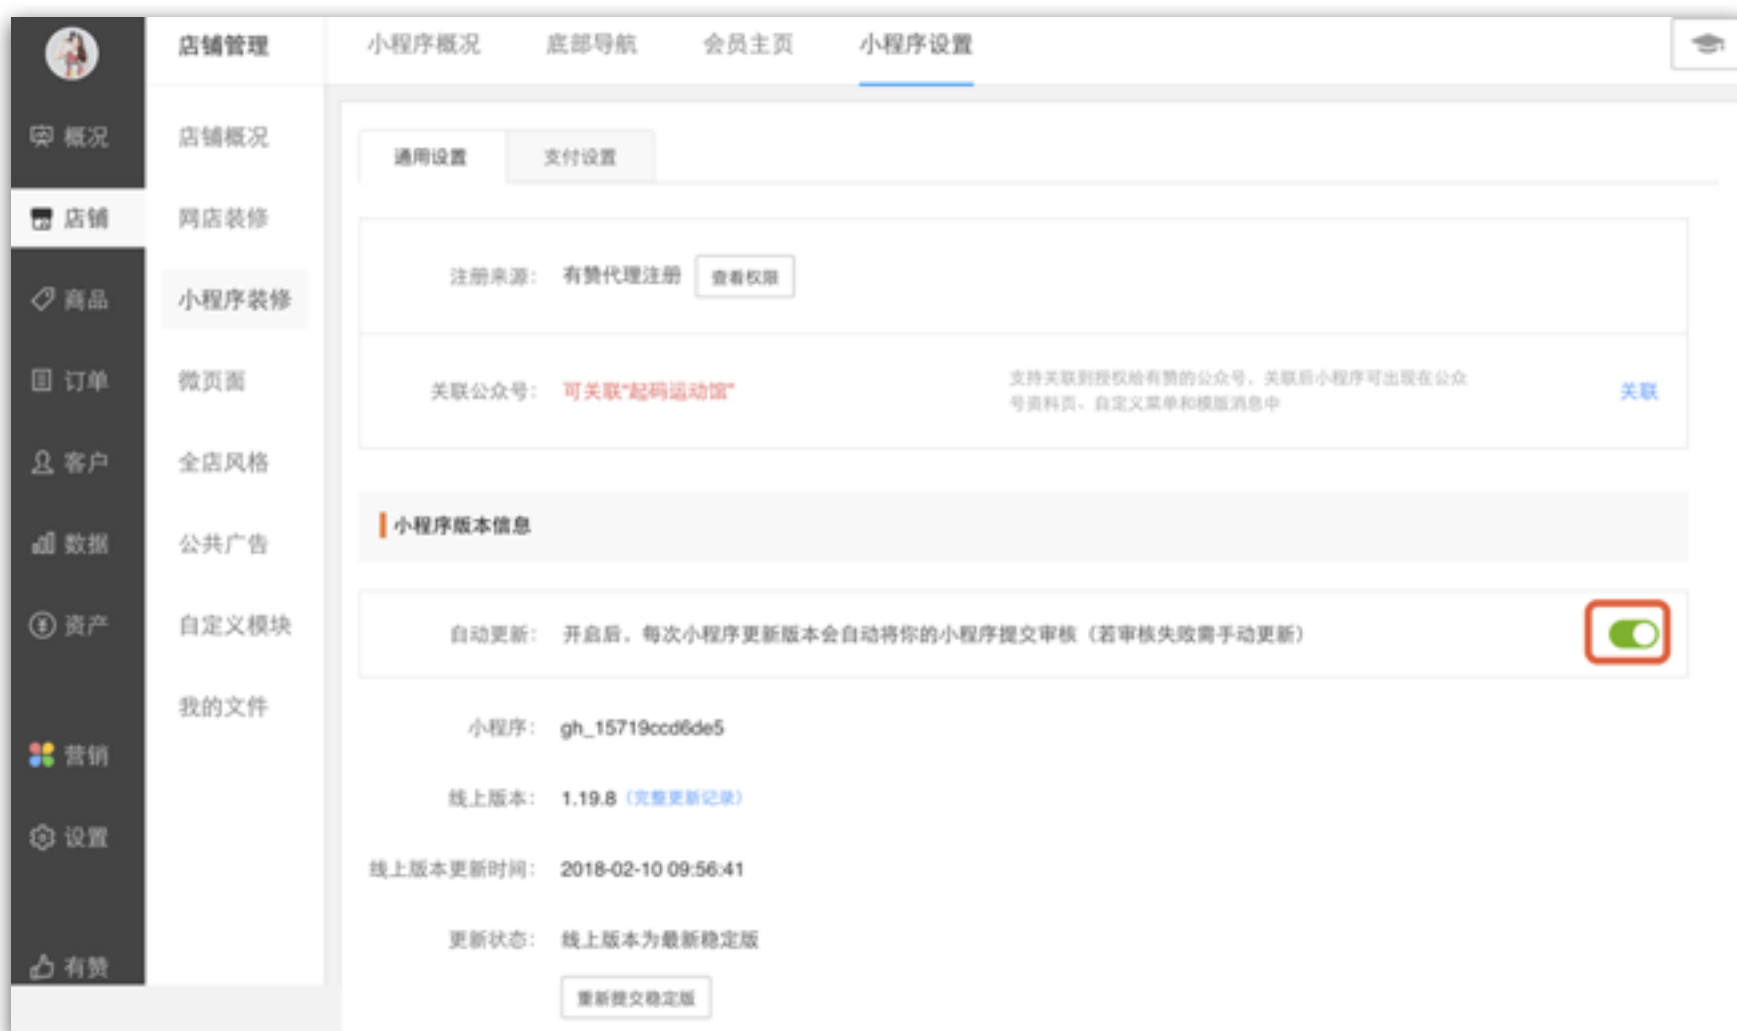 店铺管理
小程序概况
底部导航
会员主页
小程序设置
概况
店铺
商品
订单
客户
数据
资产
营销
设置
有赞
店铺概况
网店装修
小程序装修
微页面
全店风格
公共广告
自定义模块
我的文件
通用设置
支付设置
注册来源： 有赞代理注册 查看权限
关联公众号： 可关联“起码运动馆”
支持关联到授权给有赞的公众号，关联后小程序可出现在公众
号资料页、自定义菜单和模版消息中
关联
小程序版本信息
自动更新： 开启后，每次小程序更新版本会自动将你的小程序提交审核（若审核失败需手动更新）
小程序： gh_15719ccd6de5
线上版本： 1.19.8（完整更新记录）
线上版本更新时间： 2018-02-10 09:56:41
更新状态： 线上版本为最新稳定版
重新提交稳定版